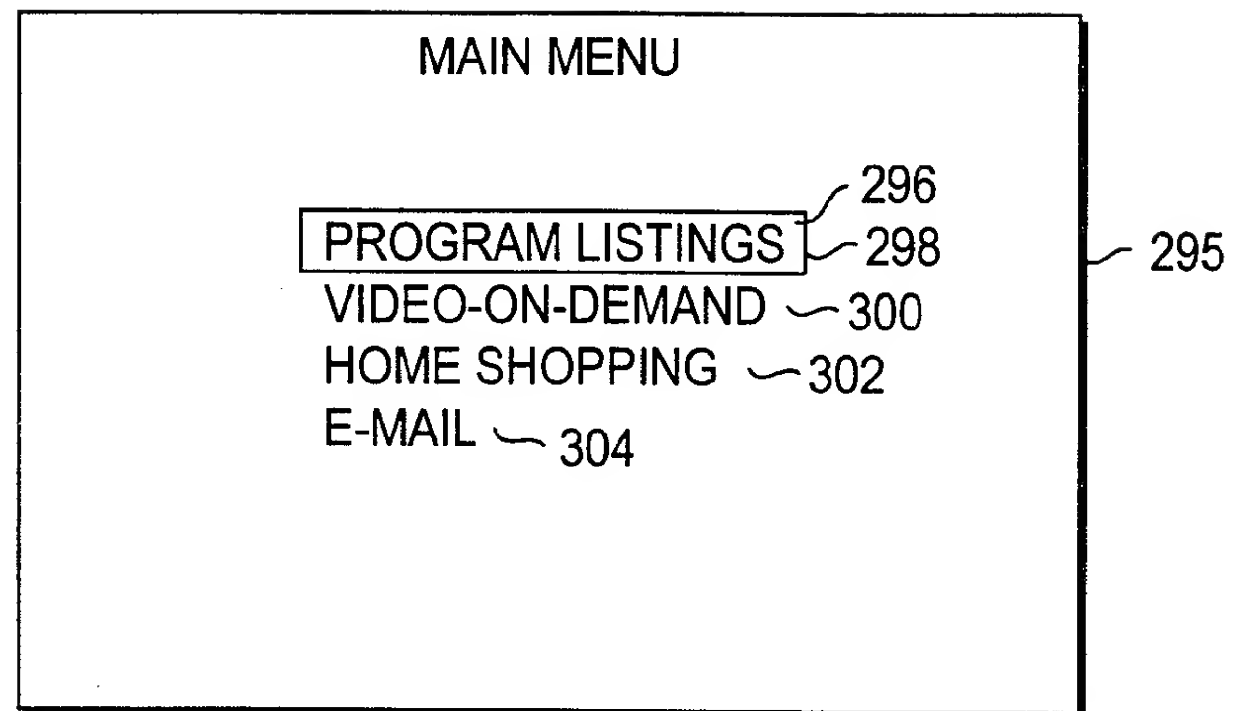 MAIN MENU
296
PROGRAM LISTINGS 298
295
VIDEO-ON-DEMAND 300
HOME SHOPPING 302
E-MAIL 304